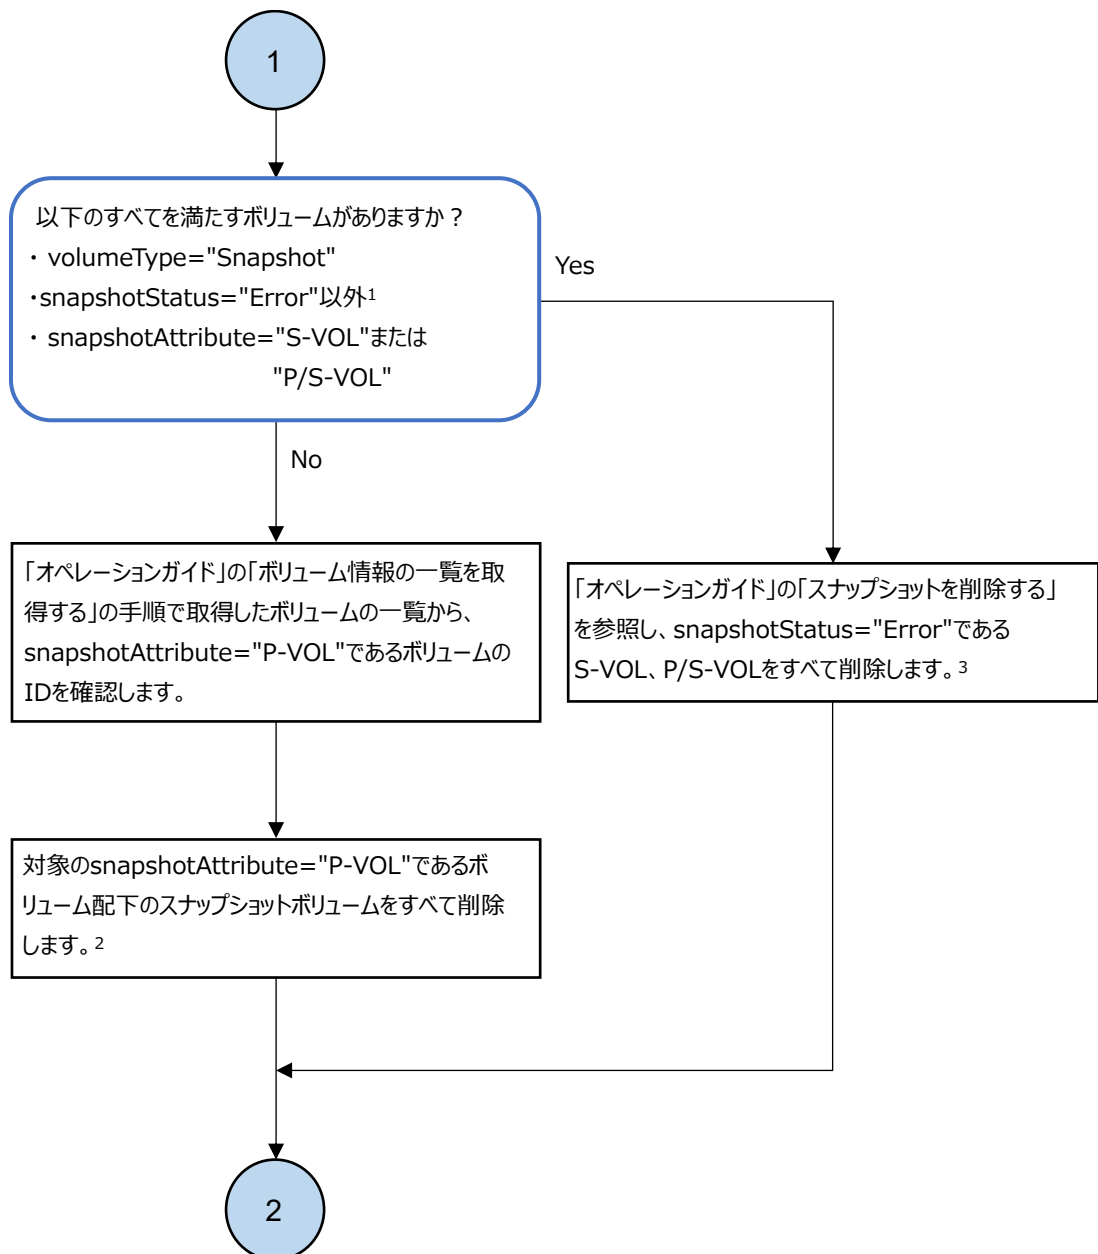 1
以下のすべてを満たすボリュームがありますか？
・ volumeType="Snapshot"
・snapshotStatus="Error"以外1
・ snapshotAttribute="S-VOL"または
"P/S-VOL"
Yes
No
「オペレーションガイド」の「ボリューム情報の一覧を取
得する」の手順で取得したボリュームの一覧から、
snapshotAttribute="P-VOL"であるボリュームの
IDを確認します。
「オペレーションガイド」の「スナップショットを削除する」
を参照し、snapshotStatus="Error"である
S-VOL、P/S-VOLをすべて削除します。3
対象のsnapshotAttribute="P-VOL"であるボ
リューム配下のスナップショットボリュームをすべて削除
します。2
2